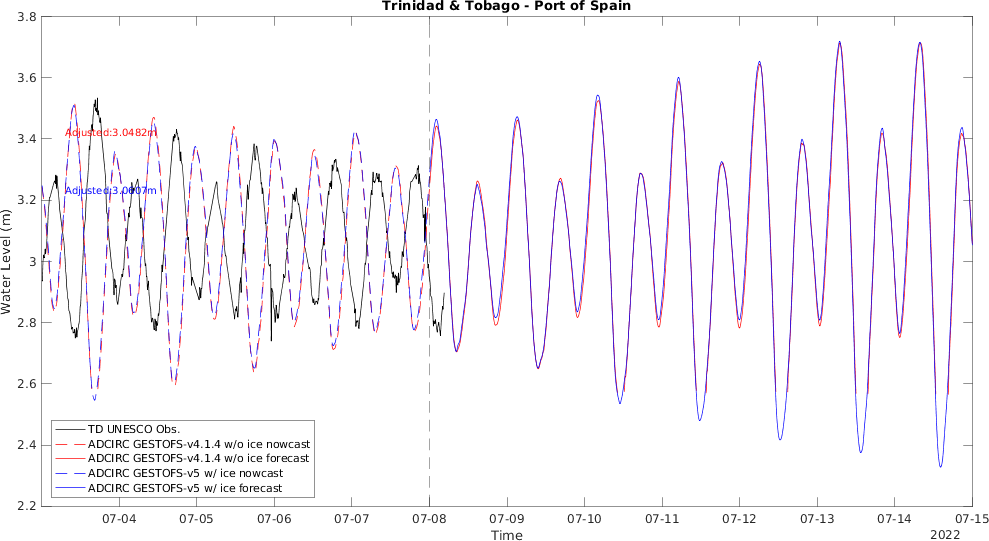 Trinidad & Tobago - Port of Spain
3.8
3.6
3.4
3.2
3
2.8
2.6
2.4
2.2
Water Level (m)
Adjusted:3.0482m
Adjusted:3.0607m
TD UNESCO Obs.
ADCIRC GESTOFS-v4.1.4 w/o ice nowcast
ADCIRC GESTOFS-v4.1.4 w/o ice forecast
ADCIRC GESTOFS-v5 w/ ice nowcast
ADCIRC GESTOFS-v5 w/ ice forecast
07-04 07-05 07-06 07-07 07-08 07-09 07-10 07-11 07-12 07-13 07-14 07-15
Time
2022